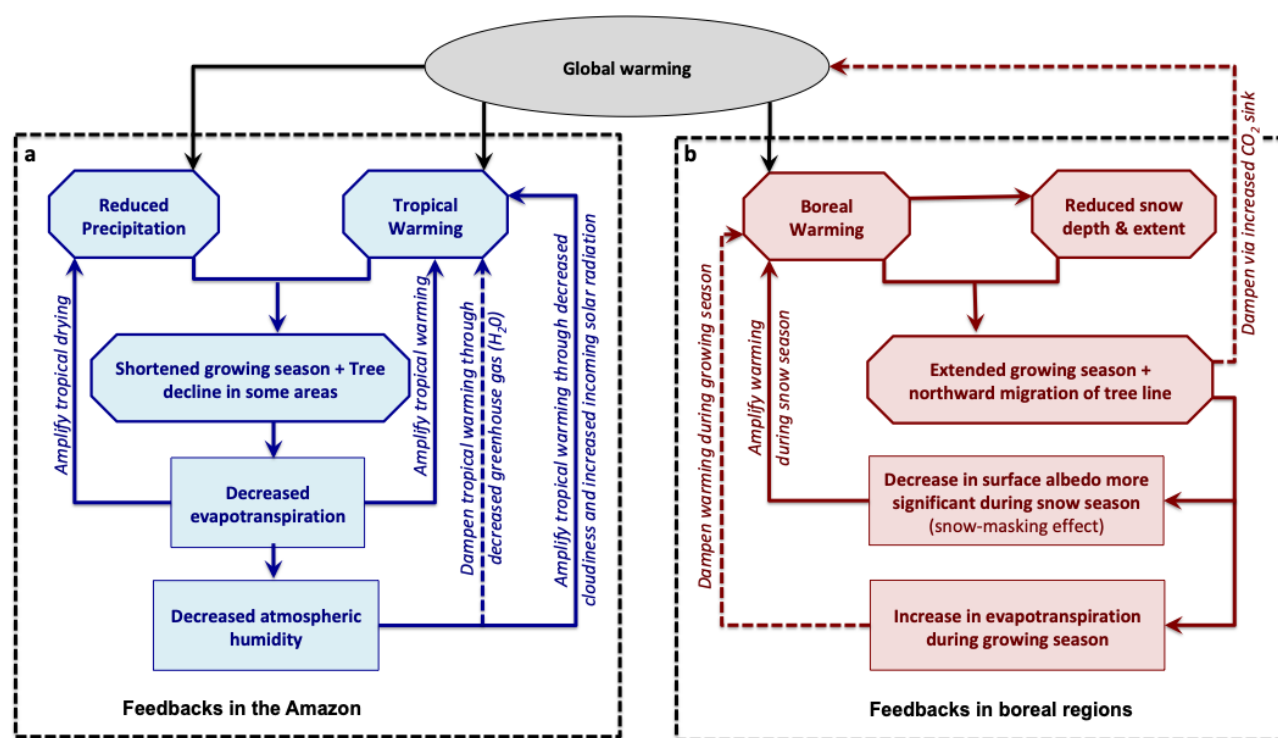 Global warming
a
Reduced
Precipitation
Tropical
Warming
Shortened growing season + Tree
decline in some areas
Decreased
evapotranspiration
Decreased atmospheric
humidity
Amplify tropical drying
Amplify tropical warming
Dampen tropical warming through
decreased greenhouse gas (H₂0)
Amplify tropical warming through decreased
cloudiness and increased incoming solar radiation
Feedbacks in the Amazon
b
Boreal
Warming
Reduced snow
depth & extent
Extended growing season +
northward migration of tree line
Decrease in surface albedo more
significant during snow season
(snow-masking effect)
Increase in evapotranspiration
during growing season
Dampen warming during growing season
Amplify warming
during snow season
Dampen via increased CO₂ sink
Feedbacks in boreal regions